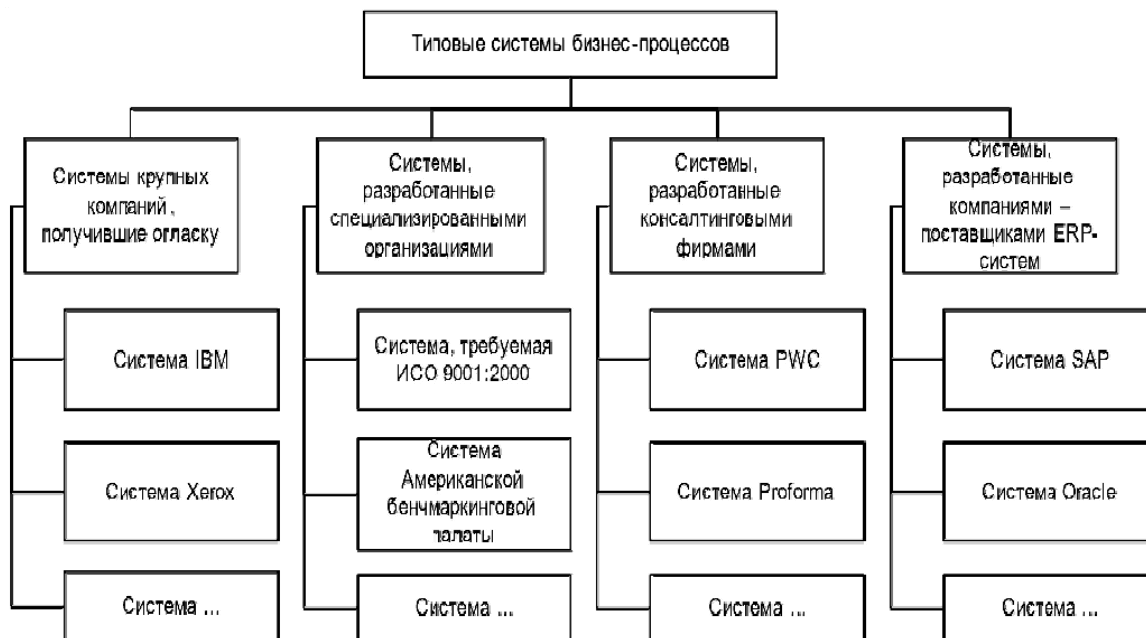 Типовые системы бизнес-процессов
Системы крупных
компаний,
получившие огласку
Системы,
разработанные
специализированными
организациями
Системы,
разработанные
консалтинговыми
фирмами
Системы,
разработанные
компаниями –
поставщиками ERP-
систем
Система IBM
Система, требуемая
ИСО 9001:2000
Система PWC
Система SAP
Система Xerox
Система
Американской
бенчмаркинговой
палаты
Система Proforma
Система Oracle
Система ...
Система ...
Система ...
Система ...